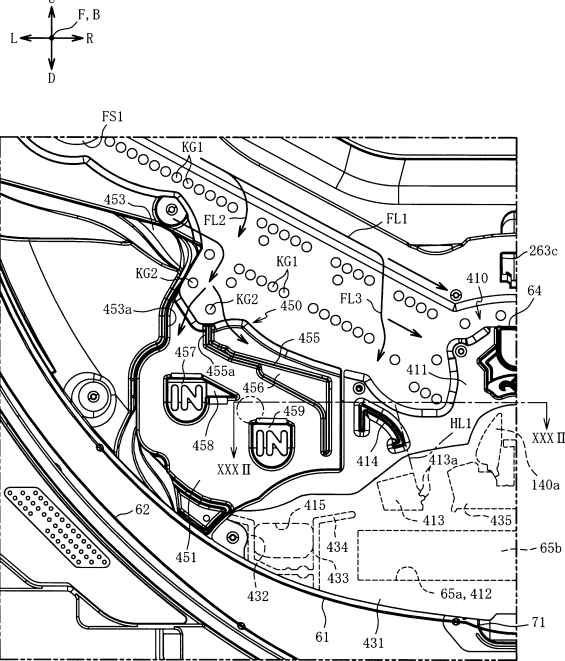 U
F, B
L
R
D
FS1
KG1
453
FL2
FL1
KG1
263c
KG2
410
64
453a
KG2
FL3
450
457
455
455a
456
411
IN
459
458
IN
HL1
XXXⅡ
XXXⅡ
414
413a
140a
415
413
435
62
451
434
65b
433
432
65a, 412
61
431
71